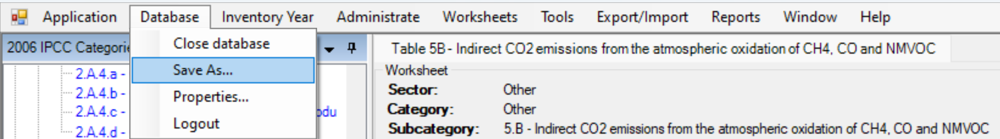 Application Database Inventory Year Administrate Worksheets Tools Export/Import Reports Window Help
2006 IPCC Categorie
Close database
Save As...
Properties...
Logout
2.A.4.a -
2.A.4.b -
2.A.4.c - odu
2.A.4.d -
Table 5B - Indirect CO2 emissions from the atmospheric oxidation of CH4, CO and NMVOC
Worksheet
Sector: Other
Category: Other
Subcategory: 5.B - Indirect CO2 emissions from the atmospheric oxidation of CH4, CO and NMVOC